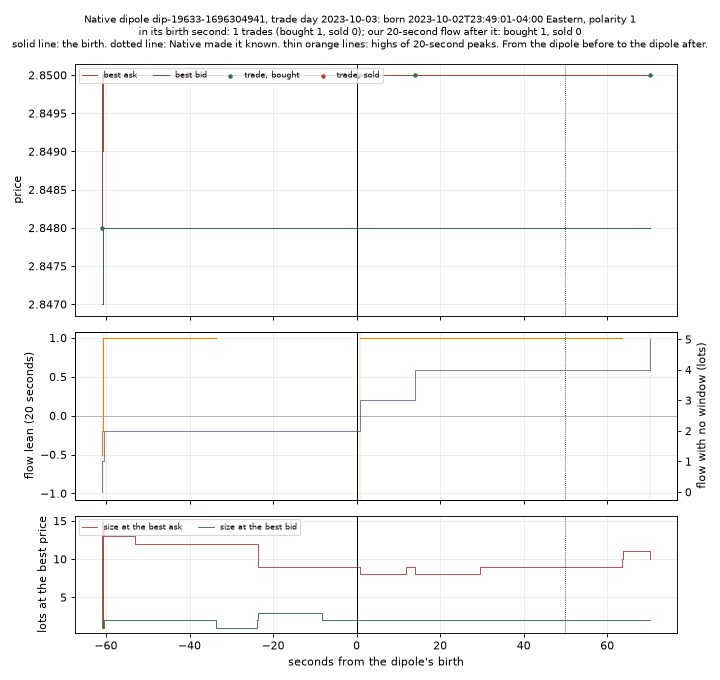 Native dipole dip-19633-1696304941, trade day 2023-10-03: born 2023-10-02T23:49:01-04:00 Eastern, polarity 1
in its birth second: 1 trades (bought 1, sold 0); our 20-second flow after it: bought 1, sold 0
solid line: the birth. dotted line: Native made it known. thin orange lines: highs of 20-second peaks. From the dipole before to the dipole after.
best ask best bid trade, bought trade, sold
2.8500
2.8495
2.8490
2.8485
2.8480
2.8475
2.8470
price
1.0
0.5
0.0
−0.5
−1.0
flow lean (20 seconds)
5
4
3
2
1
0
flow with no window (lots)
size at the best ask size at the best bid
15
10
5
lots at the best price
−60 −40 −20 0 20 40 60
seconds from the dipole's birth